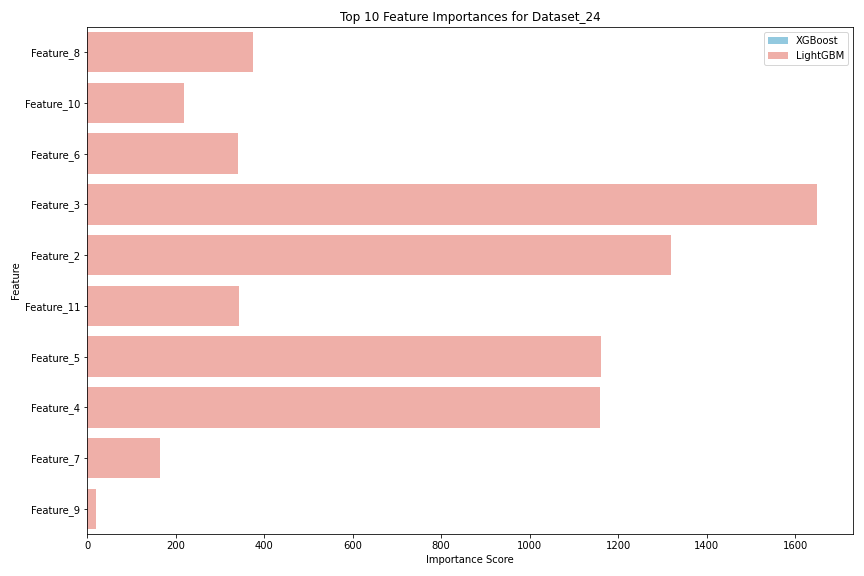 Top 10 Feature Importances for Dataset_24
XGBoost
LightGBM
Feature_8
Feature_10
Feature_6
Feature_3
Feature_2
Feature_11
Feature_5
Feature_4
Feature_7
Feature_9
Feature
0 200 400 600 800 1000 1200 1400 1600
Importance Score